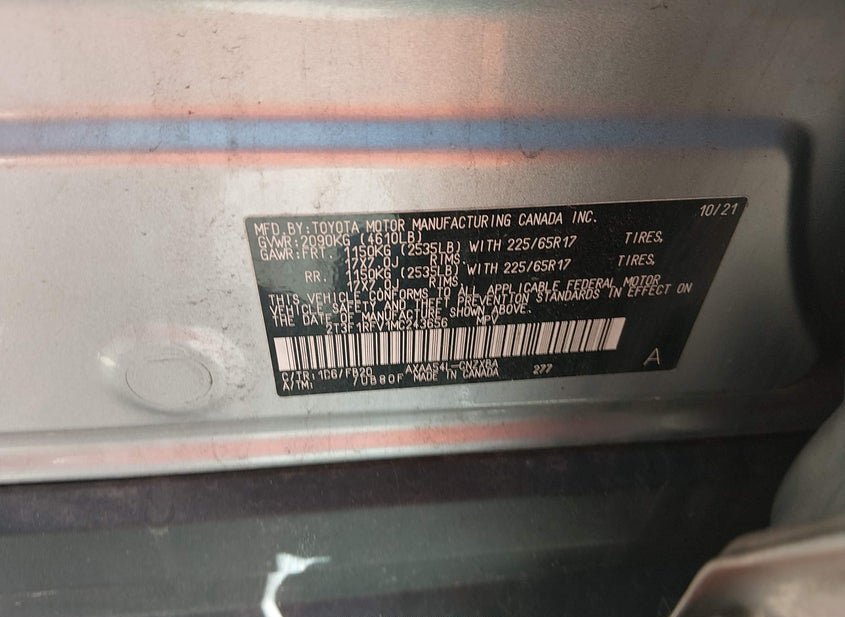 MFD.BY:TOYOTA MOTOR MANUFACTURING CANADA INC. 10/21
GVWR:2090KG (4610LB)
GAWR:FRT. 1150KG (2535LB) WITH 225/65R17 TIRES,
17X7.0J RIMS,
RR. 1150KG (2535LB) WITH 225/65R17 TIRES,
17X7.0J RIMS.
THIS VEHICLE CONFORMS TO ALL APPLICABLE FEDERAL MOTOR
VEHICLE SAFETY AND THEFT PREVENTION STANDARDS IN EFFECT ON
THE DATE OF MANUFACTURE SHOWN ABOVE.
2T3F1RFV1MC243656 MPV
C/TR:1D6/FB20 AXAA54L-CNZXBA 277 A
A/TM: /UB80F MADE IN CANADA